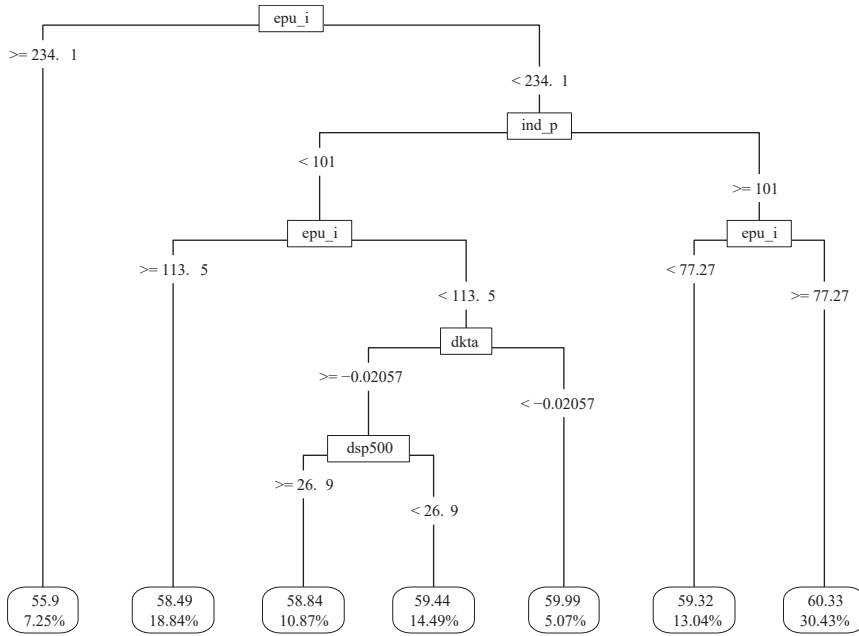 epu_i
>= 234. 1
< 234. 1
ind_p
< 101
>= 101
epu_i
epu_i
>= 113. 5
< 77.27
< 113. 5
>= 77.27
dkta
>= −0.02057
< −0.02057
dsp500
>= 26. 9
< 26. 9
55.9
7.25%
58.49
18.84%
58.84
10.87%
59.44
14.49%
59.99
5.07%
59.32
13.04%
60.33
30.43%